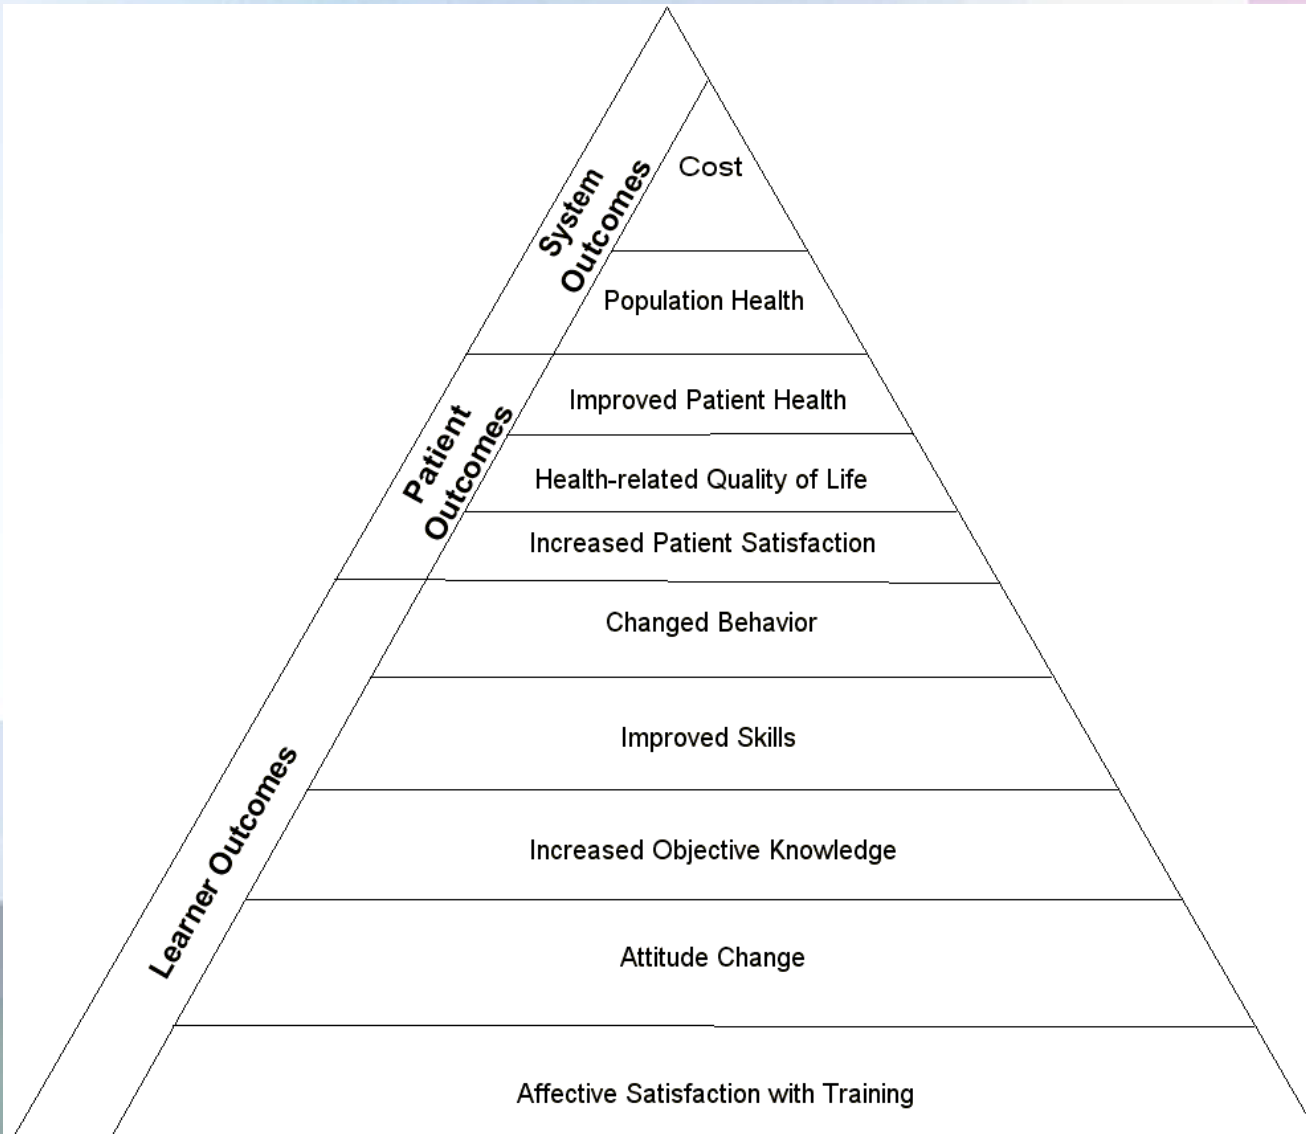 System
Outcomes
Cost
Population Health
Patient
Outcomes
Improved Patient Health
Health-related Quality of Life
Increased Patient Satisfaction
Learner Outcomes
Changed Behavior
Improved Skills
Increased Objective Knowledge
Attitude Change
Affective Satisfaction with Training